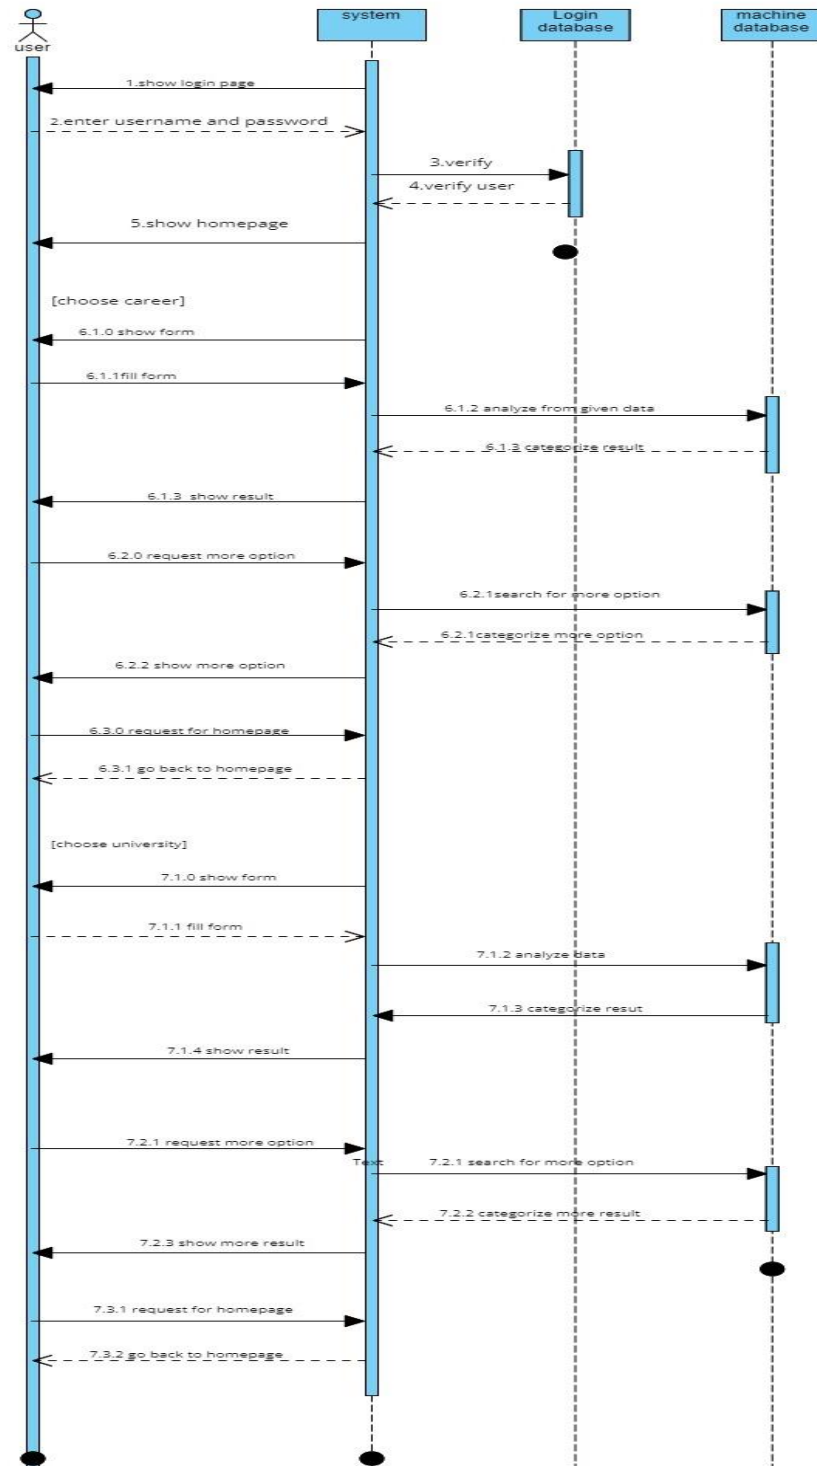 user
system
Login
database
machine
database
1.show login page
2.enter username and password
3.verify
4.verify user
5.show homepage
[choose career]
6.1.0 show form
6.1.1fill form
6.1.2 analyze from given data
6.1.3 categorize result
6.1.3 show result
6.2.0 request more option
6.2.1search for more option
6.2.1categorize more option
6.2.2 show more option
6.3.0 request for homepage
6.3.1 go back to homepage
[choose university]
7.1.0 show form
7.1.1 fill form
7.1.2 analyze data
7.1.3 categorize resut
7.1.4 show result
7.2.1 request more option
Text
7.2.1 search for more option
7.2.2 categorize more result
7.2.3 show more result
7.3.1 request for homepage
7.3.2 go back to homepage